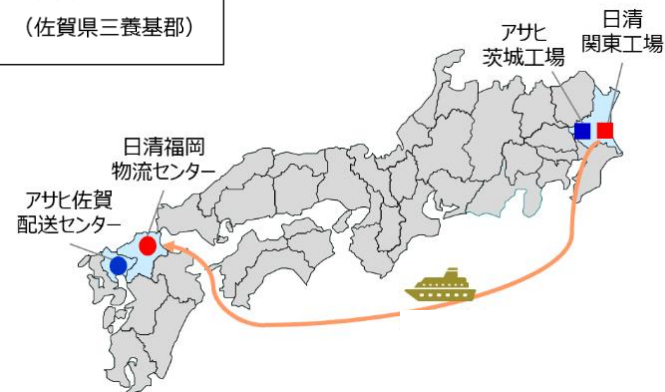 （佐賀県三養基郡）
アサヒ
茨城工場
日清
関東工場
日清福岡
物流センター
アサヒ佐賀
配送センター